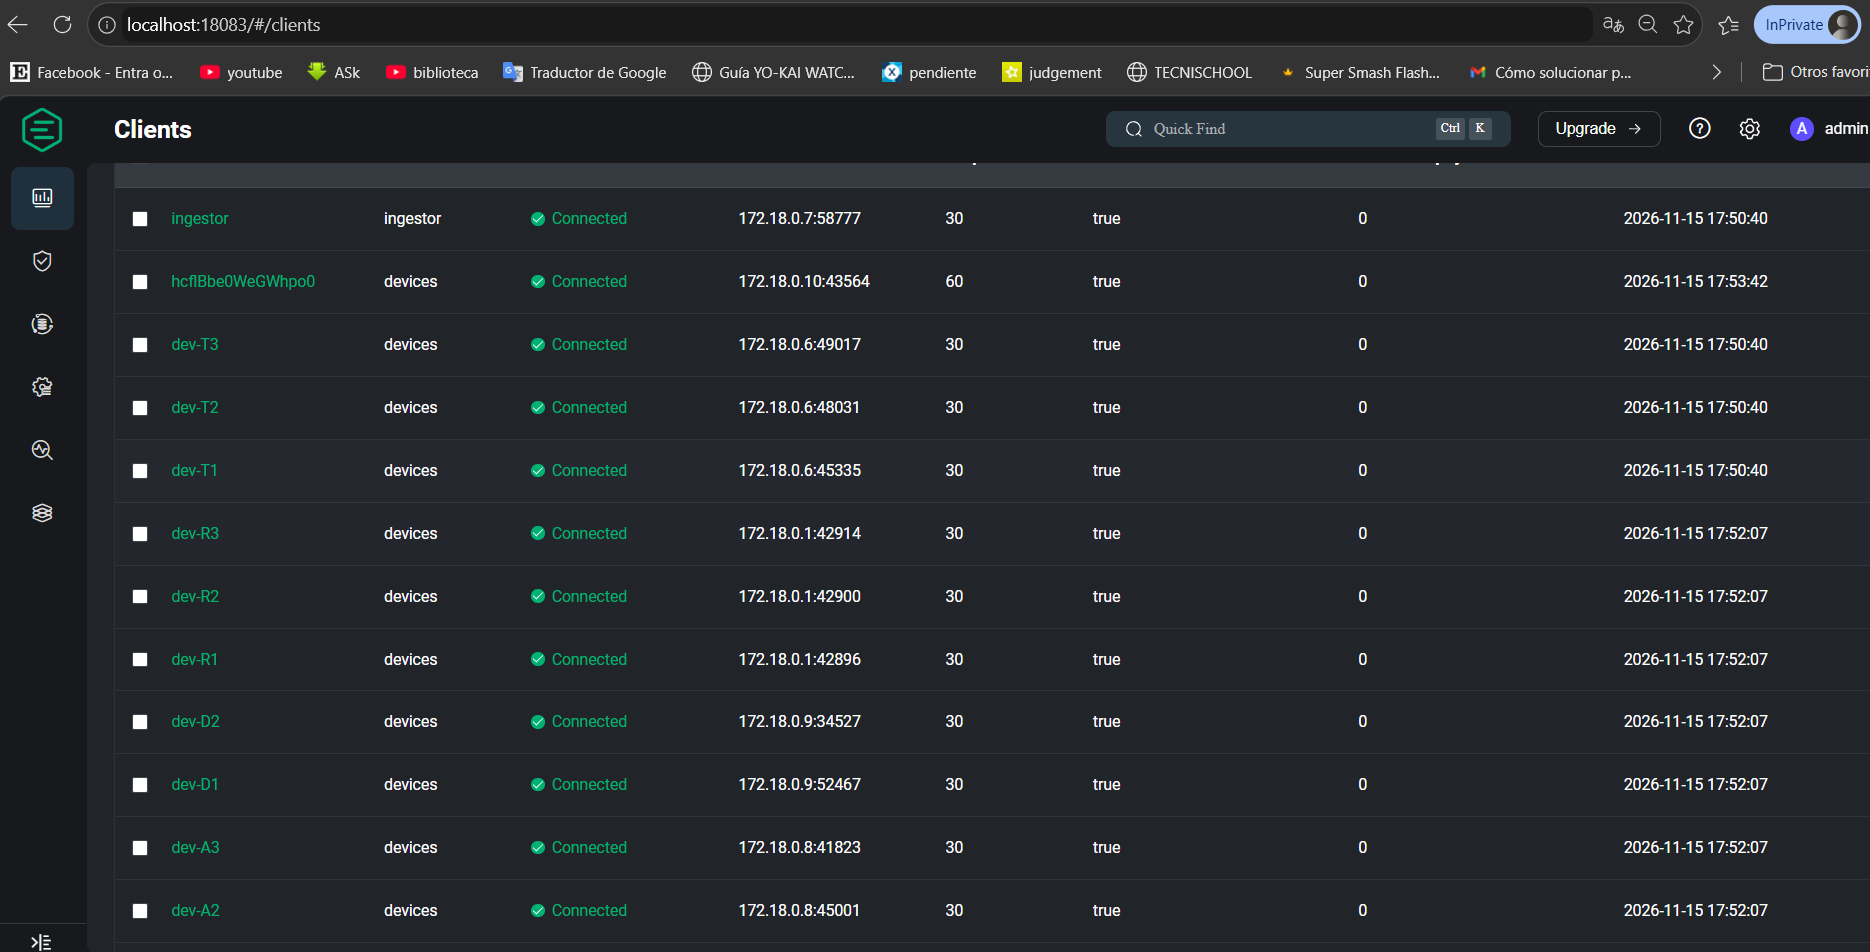 localhost:18083/#/clients
InPrivate
Facebook - Entra o...
youtube
ASk
biblioteca
Traductor de Google
Guía YO-KAI WATC...
pendiente
judgement
TECNISCHOOL
Super Smash Flash...
Cómo solucionar p...
Otros favori
Clients
Quick Find
Ctrl
K
Upgrade →
A
admin
ingestor ingestor Connected 172.18.0.7:58777 30 true 0 2026-11-15 17:50:40
hcflBbe0WeGWhpo0 devices Connected 172.18.0.10:43564 60 true 0 2026-11-15 17:53:42
dev-T3 devices Connected 172.18.0.6:49017 30 true 0 2026-11-15 17:50:40
dev-T2 devices Connected 172.18.0.6:48031 30 true 0 2026-11-15 17:50:40
dev-T1 devices Connected 172.18.0.6:45335 30 true 0 2026-11-15 17:50:40
dev-R3 devices Connected 172.18.0.1:42914 30 true 0 2026-11-15 17:52:07
dev-R2 devices Connected 172.18.0.1:42900 30 true 0 2026-11-15 17:52:07
dev-R1 devices Connected 172.18.0.1:42896 30 true 0 2026-11-15 17:52:07
dev-D2 devices Connected 172.18.0.9:34527 30 true 0 2026-11-15 17:52:07
dev-D1 devices Connected 172.18.0.9:52467 30 true 0 2026-11-15 17:52:07
dev-A3 devices Connected 172.18.0.8:41823 30 true 0 2026-11-15 17:52:07
dev-A2 devices Connected 172.18.0.8:45001 30 true 0 2026-11-15 17:52:07